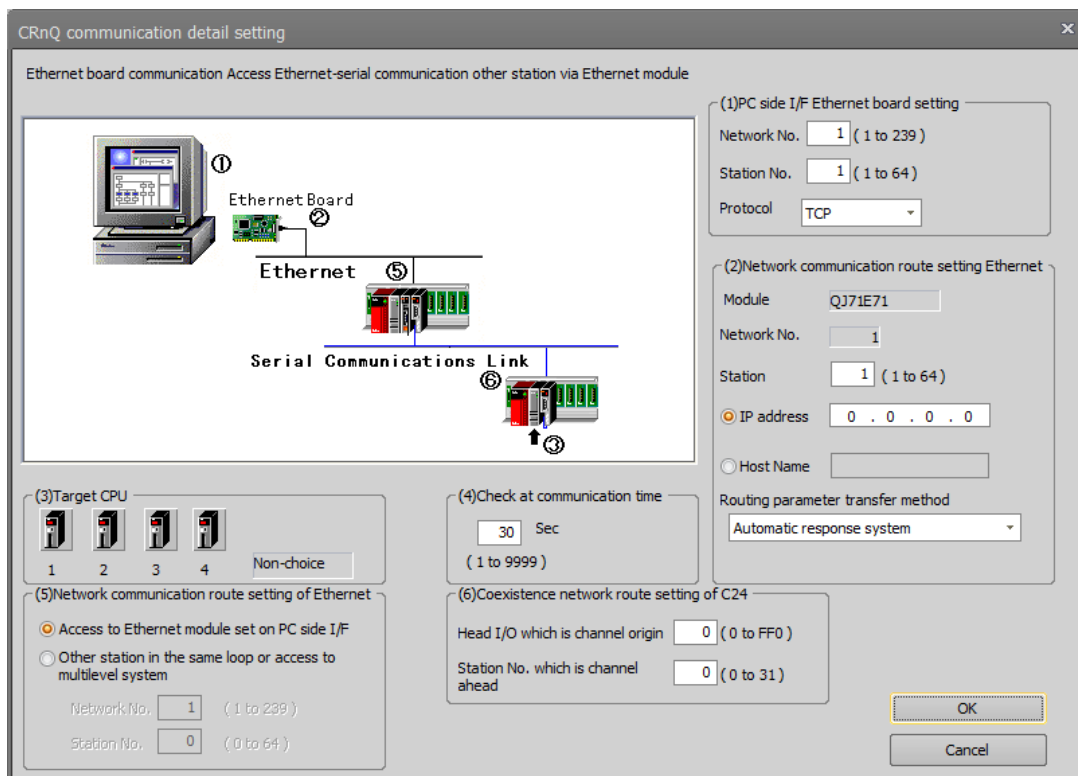 CRnQ communication detail setting
Ethernet board communication Access Ethernet-serial communication other station via Ethernet module
①
Ethernet Board
②
Ethernet
⑤
Serial Communications Link
⑥
③
(1)PC side I/F Ethernet board setting
Network No. 1 ( 1 to 239 )
Station No. 1 ( 1 to 64 )
Protocol TCP
(2)Network communication route setting Ethernet
Module QJ71E71
Network No. 1
Station 1 ( 1 to 64 )
IP address 0 . 0 . 0 . 0
Host Name
Routing parameter transfer method
Automatic response system
(3)Target CPU
1 2 3 4 Non-choice
(4)Check at communication time
30 Sec
( 1 to 9999 )
(5)Network communication route setting of Ethernet
Access to Ethernet module set on PC side I/F
Other station in the same loop or access to
multilevel system
Network No. 1 ( 1 to 239 )
Station No. 0 ( 0 to 64 )
(6)Coexistence network route setting of C24
Head I/O which is channel origin 0 ( 0 to FF0 )
Station No. which is channel
ahead 0 ( 0 to 31 )
OK
Cancel